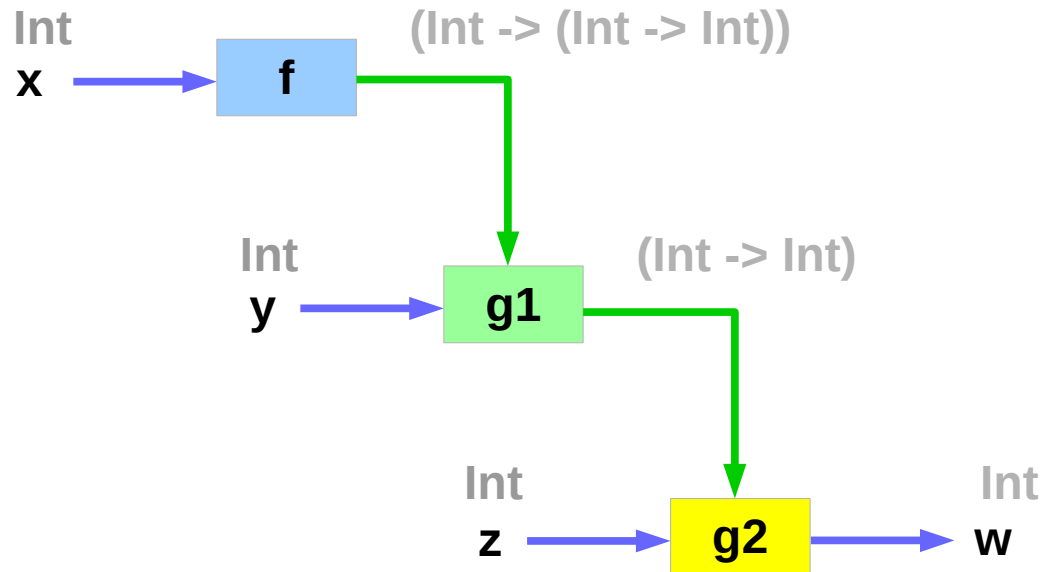 Int (Int -> (Int -> Int))
x f
Int (Int -> Int)
y g1
Int Int
z g2 w